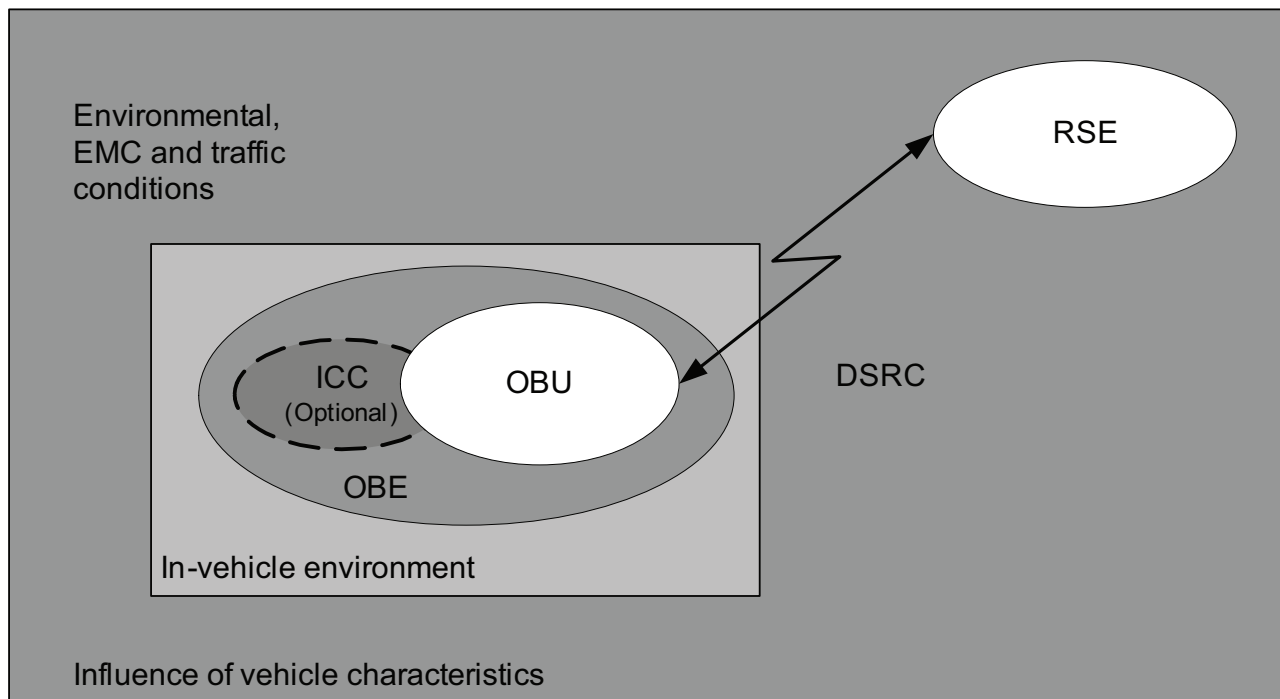 Environmental,
EMC and traffic
conditions
RSE
ICC
(Optional)
OBU
DSRC
OBE
In-vehicle environment
Influence of vehicle characteristics